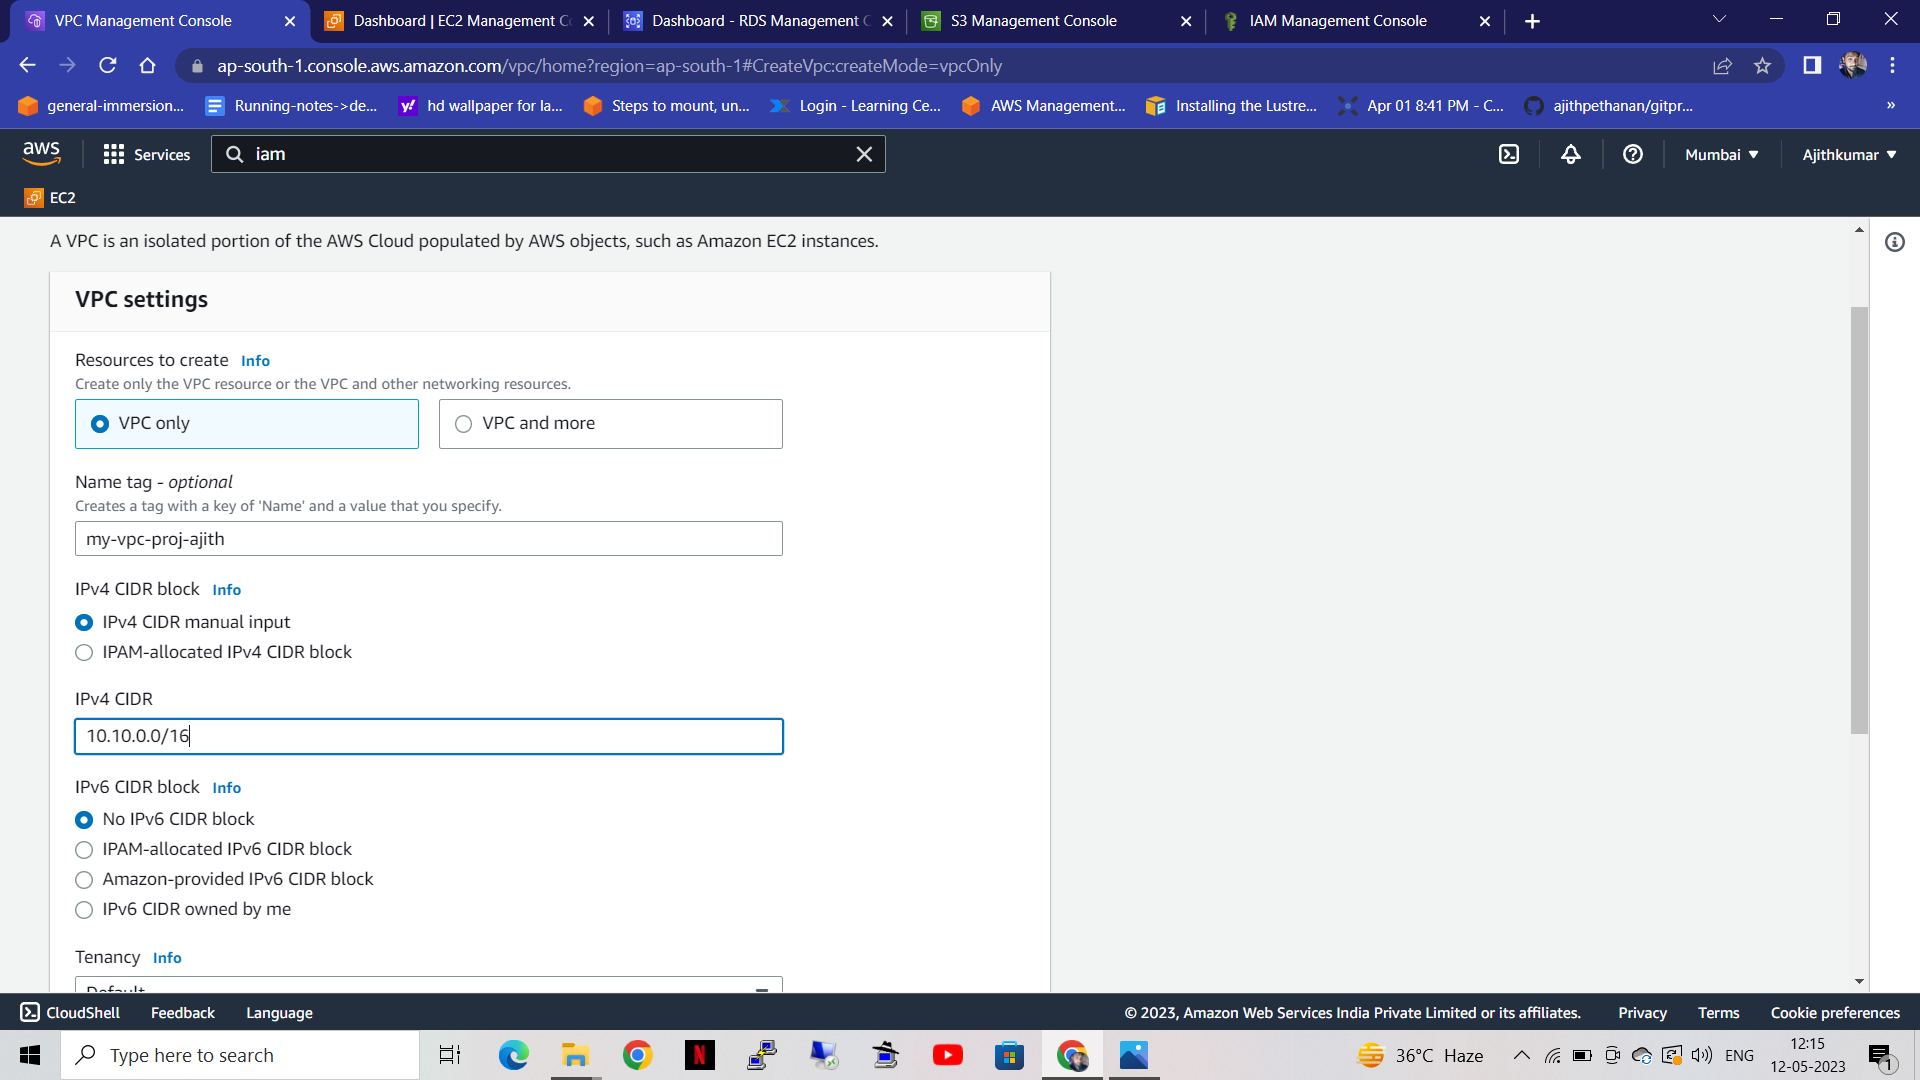 VPC Management Console
Dashboard | EC2 Management C
Dashboard - RDS Management C
S3 Management Console
IAM Management Console
ap-south-1.console.aws.amazon.com/vpc/home?region=ap-south-1#CreateVpc:createMode=vpcOnly
general-immersion...
Running-notes->de...
y!
hd wallpaper for la...
Steps to mount, un...
Login - Learning Ce...
AWS Management...
Installing the Lustre...
Apr 01 8:41 PM - C...
ajithpethanan/gitpr...
»
aws
Services
iam
Mumbai
Ajithkumar
EC2
A VPC is an isolated portion of the AWS Cloud populated by AWS objects, such as Amazon EC2 instances.
VPC settings
Resources to create Info
Create only the VPC resource or the VPC and other networking resources.
VPC only
VPC and more
Name tag - optional
Creates a tag with a key of 'Name' and a value that you specify.
my-vpc-proj-ajith
IPv4 CIDR block Info
IPv4 CIDR manual input
IPAM-allocated IPv4 CIDR block
IPv4 CIDR
10.10.0.0/16
IPv6 CIDR block Info
No IPv6 CIDR block
IPAM-allocated IPv6 CIDR block
Amazon-provided IPv6 CIDR block
IPv6 CIDR owned by me
Tenancy Info
Default
CloudShell
Feedback
Language
© 2023, Amazon Web Services India Private Limited or its affiliates.
Privacy
Terms
Cookie preferences
Type here to search
N
36°C Haze
ENG
12:15
12-05-2023
1